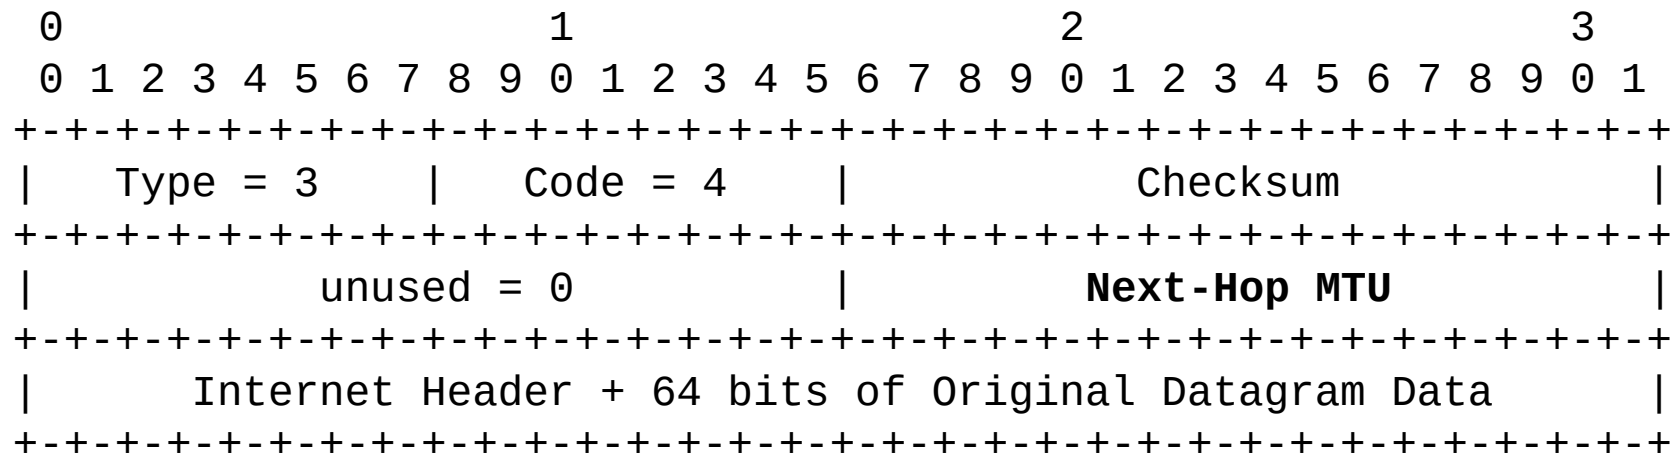 0                   1                   2                   3
 0 1 2 3 4 5 6 7 8 9 0 1 2 3 4 5 6 7 8 9 0 1 2 3 4 5 6 7 8 9 0 1
+-+-+-+-+-+-+-+-+-+-+-+-+-+-+-+-+-+-+-+-+-+-+-+-+-+-+-+-+-+-+-+-+
|   Type = 3    |   Code = 4    |           Checksum            |
+-+-+-+-+-+-+-+-+-+-+-+-+-+-+-+-+-+-+-+-+-+-+-+-+-+-+-+-+-+-+-+-+
|           unused = 0          |         Next-Hop MTU          |
+-+-+-+-+-+-+-+-+-+-+-+-+-+-+-+-+-+-+-+-+-+-+-+-+-+-+-+-+-+-+-+-+
|      Internet Header + 64 bits of Original Datagram Data      |
+-+-+-+-+-+-+-+-+-+-+-+-+-+-+-+-+-+-+-+-+-+-+-+-+-+-+-+-+-+-+-+-+